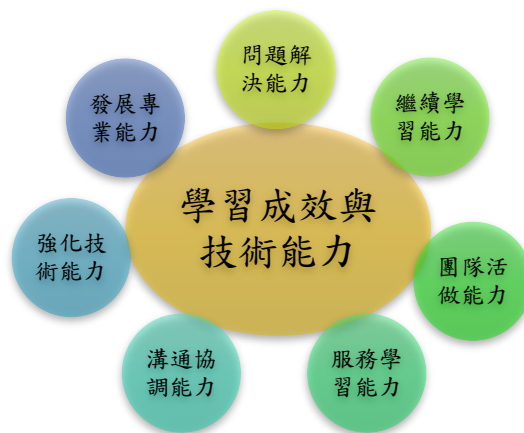 問題解
決能力
繼續學
習能力
團隊活
做能力
服務學
習能力
溝通協
調能力
強化技
術能力
發展專
業能力
學習成效與
技術能力